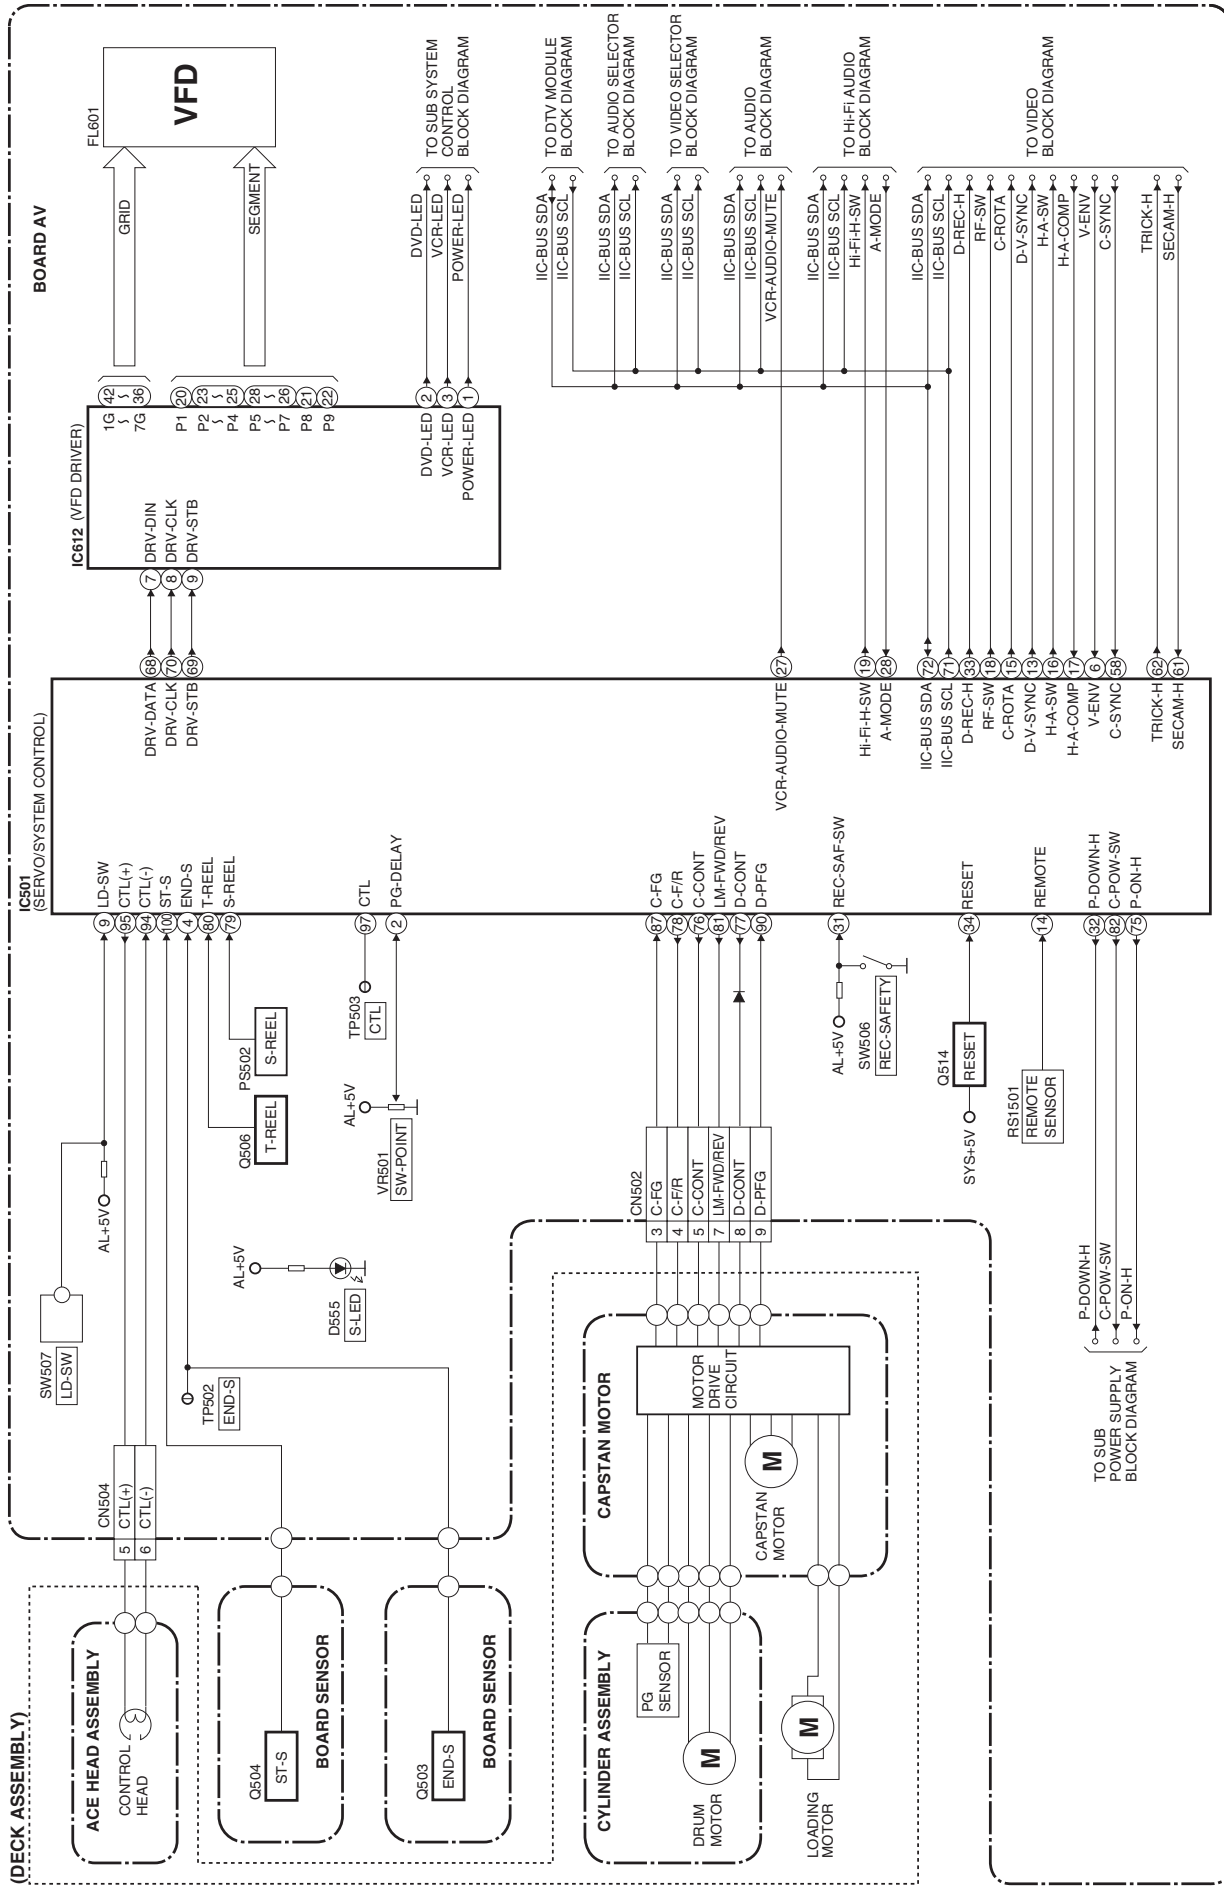 (DECK ASSEMBLY)
ACE HEAD ASSEMBLY
CONTROL
HEAD
5
6
CN504
CTL(+)
CTL(-)
Q504
ST-S
BOARD SENSOR
Q503
END-S
BOARD SENSOR
CYLINDER ASSEMBLY
PG
SENSOR
M
DRUM
MOTOR
M
LOADING
MOTOR
CAPSTAN MOTOR
MOTOR
DRIVE
CIRCUIT
M
CAPSTAN
MOTOR
SW507
LD-SW
AL+5V
TP502
END-S
AL+5V
D555
S-LED
Q506
T-REEL
PS502
S-REEL
TP503
CTL
AL+5V
VR501
SW-POINT
CN502
3 C-FG
4 C-F/R
5 C-CONT
7 LM-FWD/REV
8 D-CONT
9 D-PFG
AL+5V
SW506
REC-SAFETY
Q514
RESET
SYS+5V
RS1501
REMOTE
SENSOR
P-DOWN-H
C-POW-SW
P-ON-H
TO SUB
POWER SUPPLY
BLOCK DIAGRAM
IC501
(SERVO/SYSTEM CONTROL)
9 LD-SW
95 CTL(+)
94 CTL(-)
100 ST-S
4 END-S
80 T-REEL
79 S-REEL
97 CTL
2 PG-DELAY
87 C-FG
78 C-F/R
76 C-CONT
81 LM-FWD/REV
77 D-CONT
90 D-PFG
31 REC-SAF-SW
34 RESET
14 REMOTE
32 P-DOWN-H
82 C-POW-SW
75 P-ON-H
DRV-DATA 68
DRV-CLK 70
DRV-STB 69
VCR-AUDIO-MUTE 27
Hi-Fi-H-SW 19
A-MODE 28
IIC-BUS SDA 72
IIC-BUS SCL 71
D-REC-H 33
RF-SW 18
C-ROTA 15
D-V-SYNC 13
H-A-SW 16
H-A-COMP 17
V-ENV 6
C-SYNC 58
TRICK-H 62
SECAM-H 61
IC612 (VFD DRIVER)
7 DRV-DIN
8 DRV-CLK
9 DRV-STB
1G 42
~ ~
7G 36
P1 20
P2 23
~ ~
P4 25
P5 28
~ ~
P7 26
P8 21
P9 22
DVD-LED 2
VCR-LED 3
POWER-LED 1
BOARD AV
GRID
SEGMENT
FL601
VFD
DVD-LED
VCR-LED
POWER-LED
TO SUB SYSTEM
CONTROL
BLOCK DIAGRAM
IIC-BUS SDA
IIC-BUS SCL
TO DTV MODULE
BLOCK DIAGRAM
IIC-BUS SDA
IIC-BUS SCL
TO AUDIO SELECTOR
BLOCK DIAGRAM
IIC-BUS SDA
IIC-BUS SCL
TO VIDEO SELECTOR
BLOCK DIAGRAM
IIC-BUS SDA
IIC-BUS SCL
VCR-AUDIO-MUTE
TO AUDIO
BLOCK DIAGRAM
IIC-BUS SDA
IIC-BUS SCL
Hi-Fi-H-SW
A-MODE
TO Hi-Fi AUDIO
BLOCK DIAGRAM
IIC-BUS SDA
IIC-BUS SCL
D-REC-H
RF-SW
C-ROTA
D-V-SYNC
H-A-SW
H-A-COMP
V-ENV
C-SYNC
TRICK-H
SECAM-H
TO VIDEO
BLOCK DIAGRAM